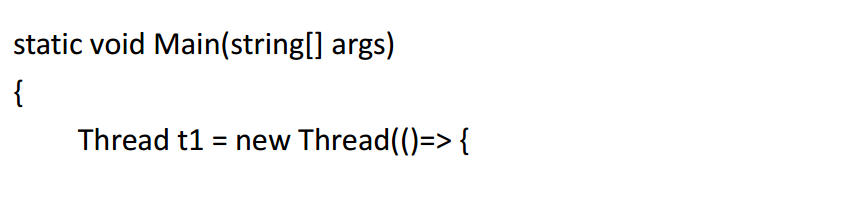 static void Main(string[] args)
{
Thread t1 = new Thread(()=> {